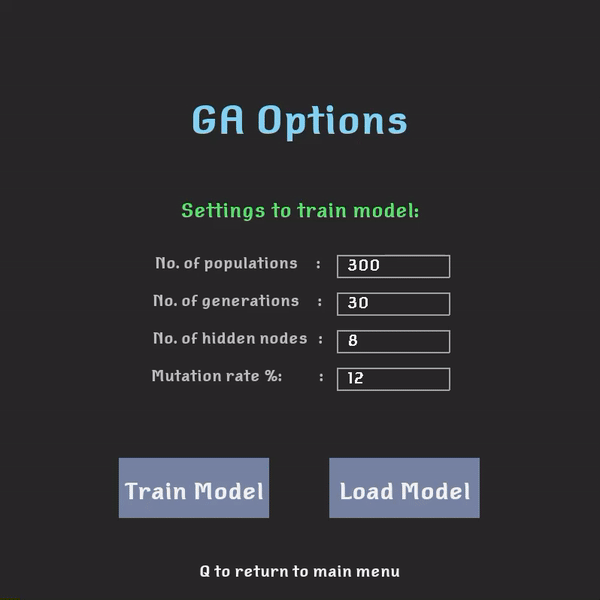 GA Options
Settings to train model:
No. of populations : 300
No. of generations : 30
No. of hidden nodes : 8
Mutation rate %: : 12
Train Model Load Model
Q to return to main menu